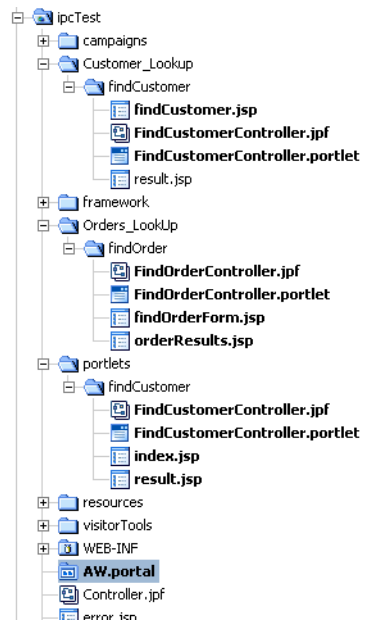 ipcTest
campaigns
Customer_Lookup
findCustomer
findCustomer.jsp
FindCustomerController.jpf
FindCustomerController.portlet
result.jsp
framework
Orders_LookUp
findOrder
FindOrderController.jpf
FindOrderController.portlet
findOrderForm.jsp
orderResults.jsp
portlets
findCustomer
FindCustomerController.jpf
FindCustomerController.portlet
index.jsp
result.jsp
resources
visitorTools
WEB-INF
AW.portal
Controller.jpf
error.jsp